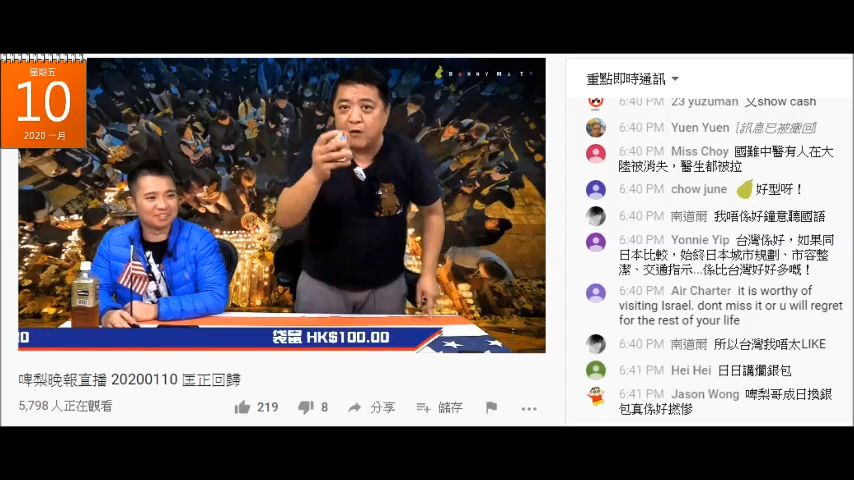 星期五
10
2020 一月
DANNY MATT
袋鼠 HK$100.00
啤梨晚報直播 20200110 匡正回歸
5,798 人正在觀看
219
8
分享
儲存
重點即時通訊
6:40 PM 23 yuzuman 又show cash
6:40 PM Yuen Yuen [訊息已被撤回]
6:40 PM Miss Choy 國難中醫有人在大
陸被消失，醫生都被拉
6:40 PM chow june 好型呀！
6:40 PM 南道爾 我唔係好鐘意聽國語
6:40 PM Yonnie Yip 台灣係好，如果同
日本比較，始終日本城市規劃、市容整
潔、交通指示...係比台灣好好多嘅！
6:40 PM Air Charter it is worthy of
visiting Israel. dont miss it or u will regret
for the rest of your life
6:40 PM 南道爾 所以台灣我唔太LIKE
6:41 PM Hei Hei 日日講爛銀包
6:41 PM Jason Wong 啤梨哥成日換銀
包真係好撚慘